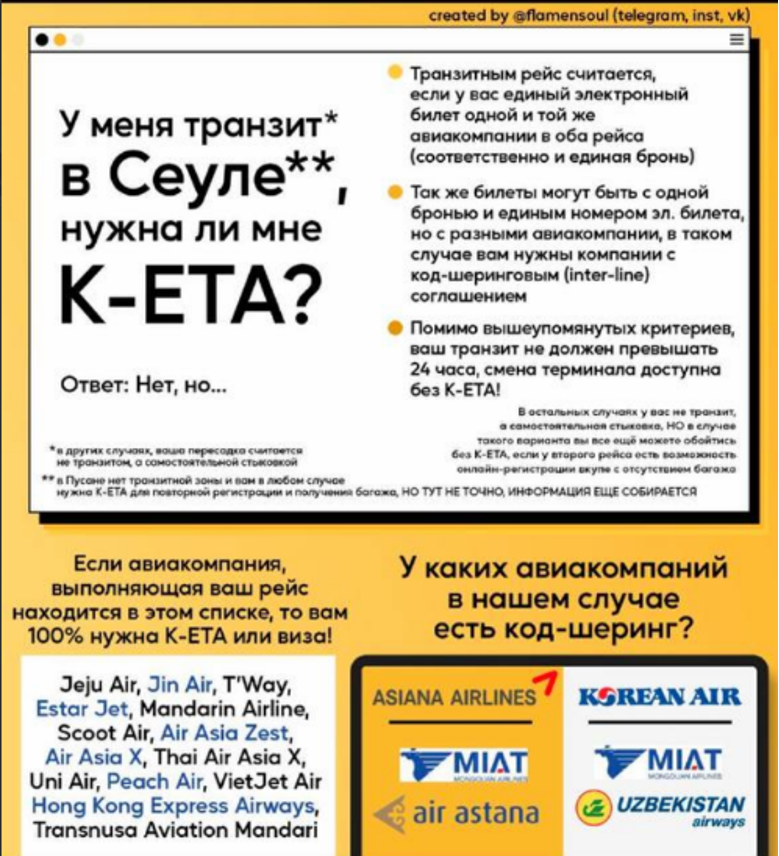 created by @flamensoul (telegram, inst, vk)
У меня транзит*
в Сеуле**,
нужна ли мне
K-ETA?
Ответ: Нет, но...
Транзитным рейс считается,
если у вас единый электронный
билет одной и той же
авиакомпании в оба рейса
(соответственно и единая бронь)
Так же билеты могут быть с одной
бронью и единым номером эл. билета,
но с разными авиакомпании, в таком
случае вам нужны компании с
код-шеринговым (inter-line)
соглашением
Помимо вышеупомянутых критериев,
ваш транзит не должен превышать
24 часа, смена терминала доступна
без K-ETA!
В остальных случаях у вас не транзит,
а самостоятельная стыковка, НО в случае
такого варианта вы все ещё можете обойтись
без K-ETA, если у второго рейса есть возможность
онлайн-регистрации вкупе с отсутствием багажа
*в других случаях, ваша пересадка считается
не транзитом, а самостоятельной стыковкой
** в Пусане нет транзитной зоны и вам в любом случае
нужна K-ETA для повторной регистрации и получения багажа, НО ТУТ НЕ ТОЧНО, ИНФОРМАЦИЯ ЕЩЕ СОБИРАЕТСЯ
Если авиакомпания,
выполняющая ваш рейс
находится в этом списке, то вам
100% нужна K-ETA или виза!
Jeju Air, Jin Air, T'Way,
Estar Jet, Mandarin Airline,
Scoot Air, Air Asia Zest,
Air Asia X, Thai Air Asia X,
Uni Air, Peach Air, VietJet Air
Hong Kong Express Airways,
Transnusa Aviation Mandari
У каких авиакомпаний
в нашем случае
есть код-шеринг?
ASIANA AIRLINES
MIAT
MONGOLIAN AIRLINES
air astana
KOREAN AIR
MIAT
MONGOLIAN AIRLINES
UZBEKISTAN
airways